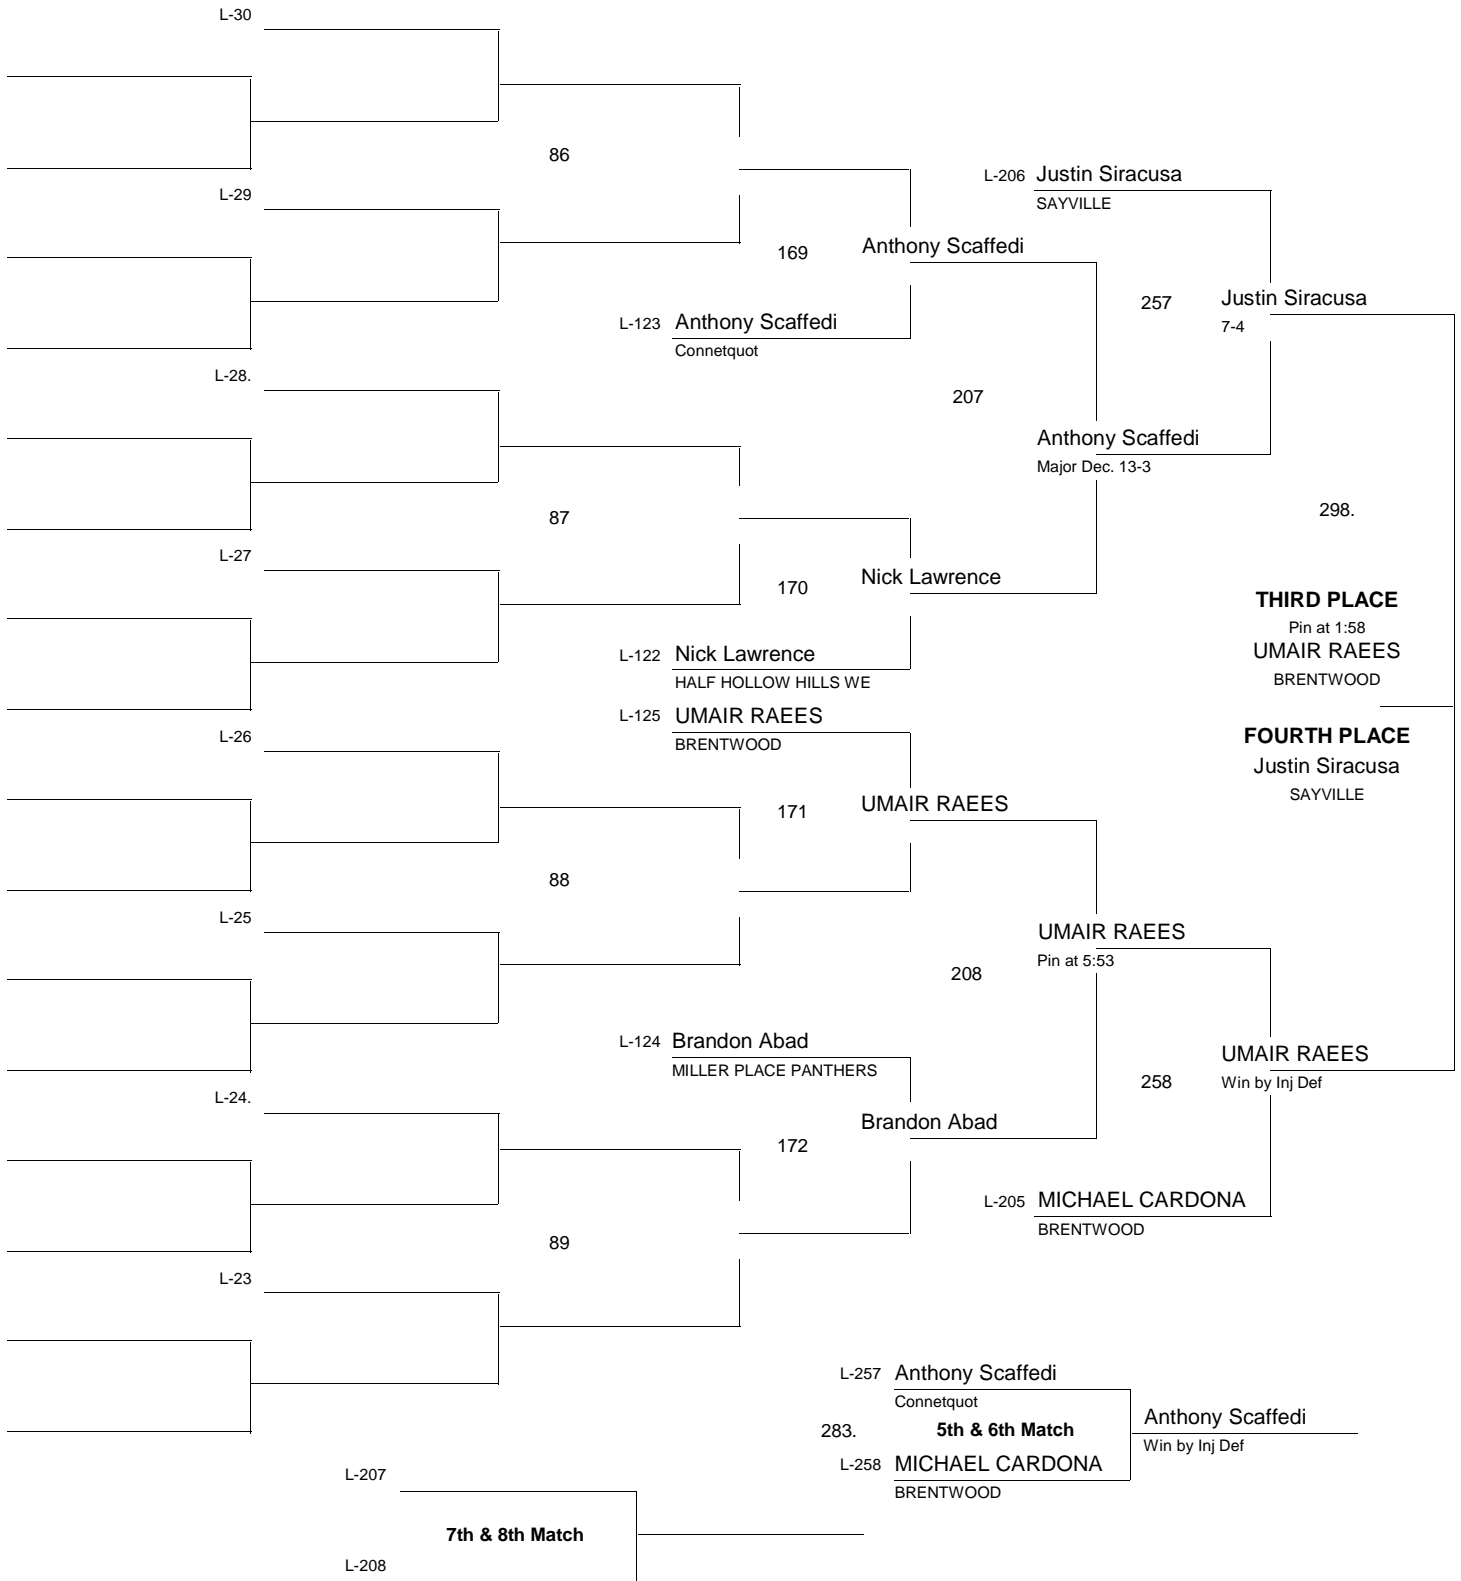 L-30
86
L-206 Justin Siracusa
SAYVILLE
L-29
169
Anthony Scaffedi
257
Justin Siracusa
7-4
L-123 Anthony Scaffedi
Connetquot
L-28.
207
Anthony Scaffedi
Major Dec. 13-3
87
298.
L-27
170
Nick Lawrence
THIRD PLACE
Pin at 1:58
UMAIR RAEES
BRENTWOOD
L-122 Nick Lawrence
HALF HOLLOW HILLS WE
L-125 UMAIR RAEES
BRENTWOOD
L-26
FOURTH PLACE
Justin Siracusa
SAYVILLE
171
UMAIR RAEES
88
L-25
UMAIR RAEES
Pin at 5:53
208
L-124 Brandon Abad
MILLER PLACE PANTHERS
UMAIR RAEES
Win by Inj Def
258
L-24.
Brandon Abad
172
L-205 MICHAEL CARDONA
BRENTWOOD
89
L-23
L-257 Anthony Scaffedi
Connetquot
283.
5th & 6th Match
Anthony Scaffedi
Win by Inj Def
L-258 MICHAEL CARDONA
BRENTWOOD
L-207
7th & 8th Match
L-208